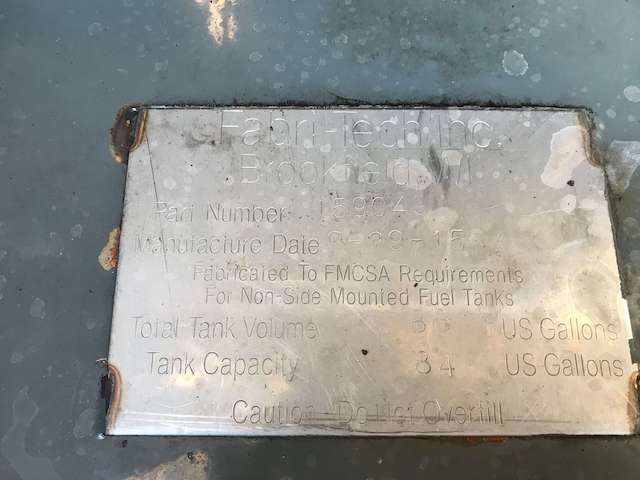 Fabri-Tech Inc.
Brookfield, WI
Part Number
Manufacture Date
Fabricated To FMCSA Requirements
For Non-Side Mounted Fuel Tanks
Total Tank Volume US Gallons
Tank Capacity 34 US Gallons
Caution Do Not Overfill